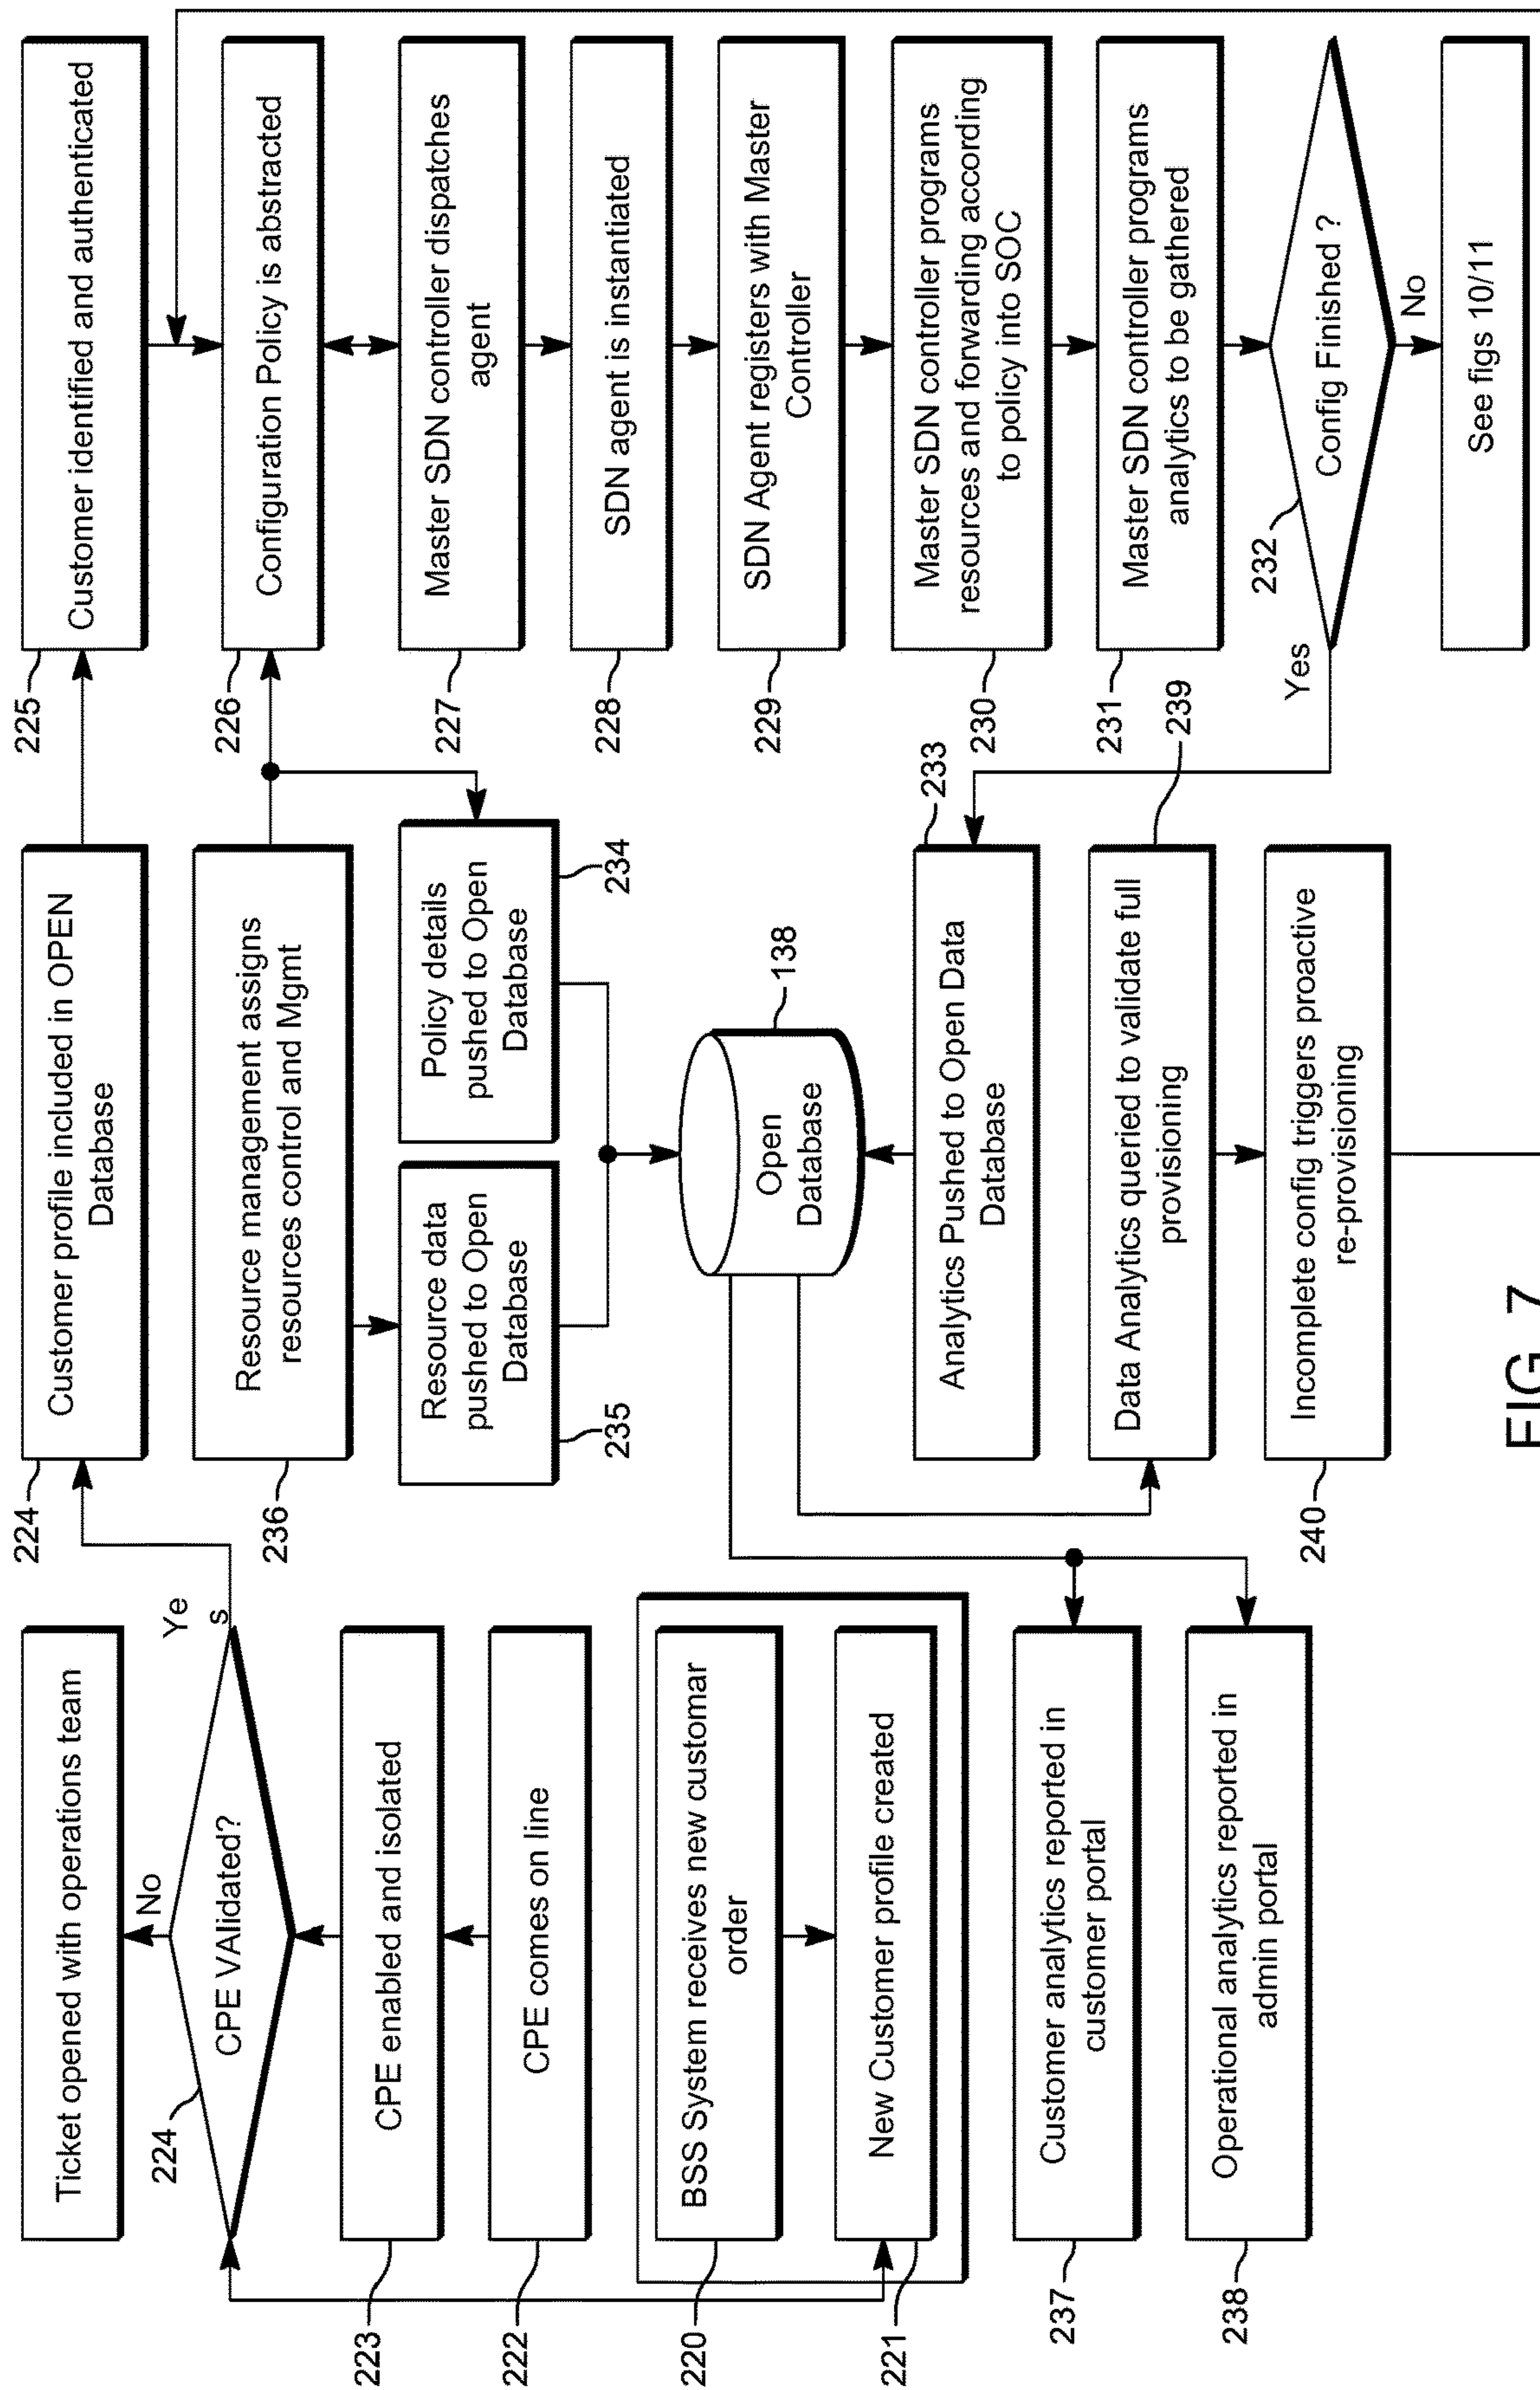 Ticket opened with operations team
No
Ye
s
CPE VAlidated?
224
CPE enabled and isolated
223
CPE comes on line
222
BSS System receives new customar
order
220
New Customer profile created
221
Customer analytics reported in
customer portal
237
Operational analytics reported in
admin portal
238
224
Customer profile included in OPEN
Database
Resource management assigns
resources control and Mgmt
236
Resource data
pushed to Open
Database
235
Policy details
pushed to Open
Database
234
Open
Database
138
Analytics Pushed to Open Data
Database
233
Data Analytics queried to validate full
provisioning
239
Incomplete config triggers proactive
re-provisioning
240
225
Customer identified and authenticated
226
Configuration Policy is abstracted
227
Master SDN controller dispatches
agent
228
SDN agent is instantiated
229
SDN Agent registers with Master
Controller
230
Master SDN controller programs
resources and forwarding according
to policy into SOC
231
Master SDN controller programs
analytics to be gathered
232
Config Finished ?
Yes
No
See figs 10/11
FIG. 7